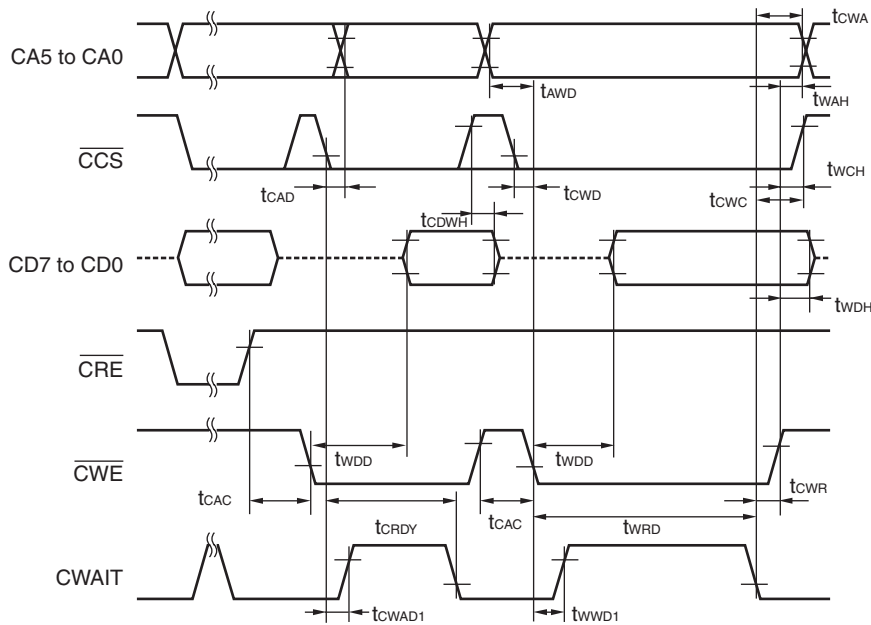 tCWA
CA5 to CA0
tAWD
tWAH
CCS
tCAD
tCDWH
tCWD
tWCH
tCWC
CD7 to CD0
tWDH
CRE
CWE
tWDD
tWDD
tCAC
tCAC
tCWR
tCRDY
tWRD
CWAIT
tCWAD1
tWWD1